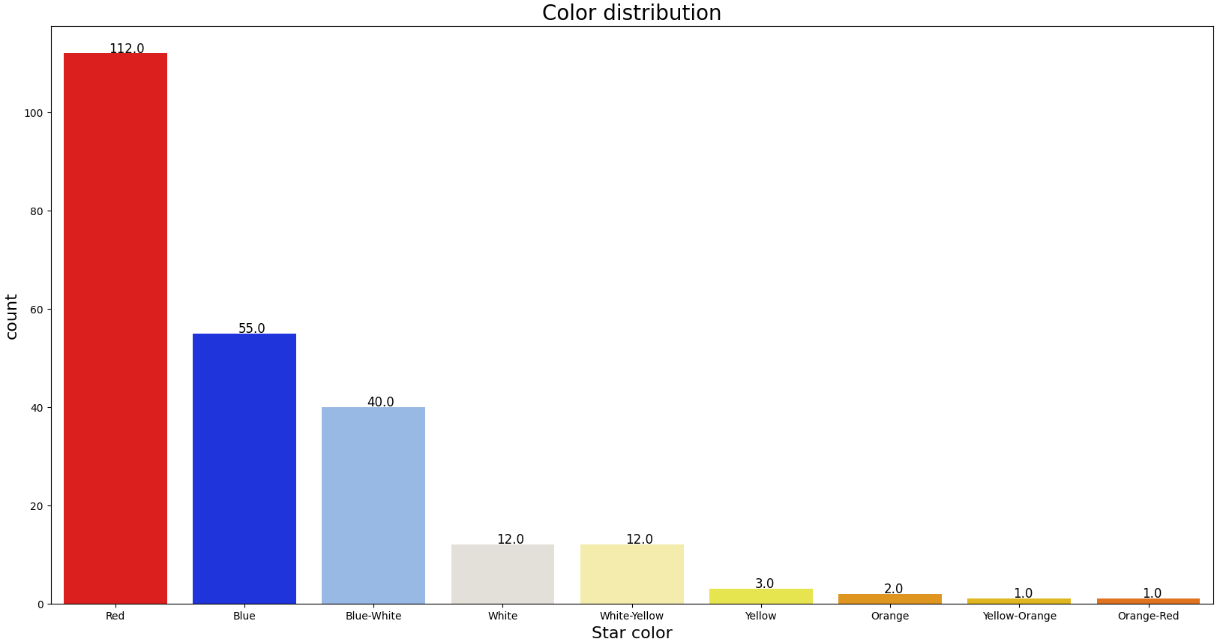 Color distribution
count
100
80
60
40
20
0
112.0
55.0
40.0
12.0
12.0
3.0
2.0
1.0
1.0
Red
Blue
Blue-White
White
White-Yellow
Yellow
Orange
Yellow-Orange
Orange-Red
Star color